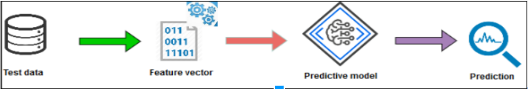 011
0011
11101
Test data
Feature vector
Predictive model
Prediction